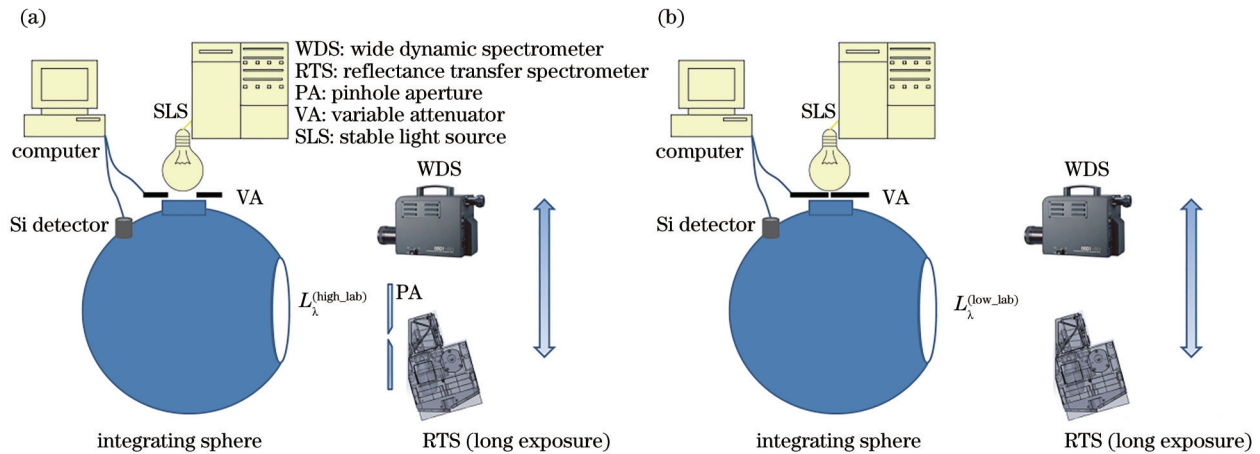 (a)
WDS: wide dynamic spectrometer
RTS: reflectance transfer spectrometer
PA: pinhole aperture
VA: variable attenuator
SLS: stable light source
SLS
computer
WDS
VA
Si detector
L_λ^(high_lab)
PA
integrating sphere
RTS (long exposure)
(b)
SLS
computer
WDS
VA
Si detector
L_λ^(low_lab)
integrating sphere
RTS (long exposure)